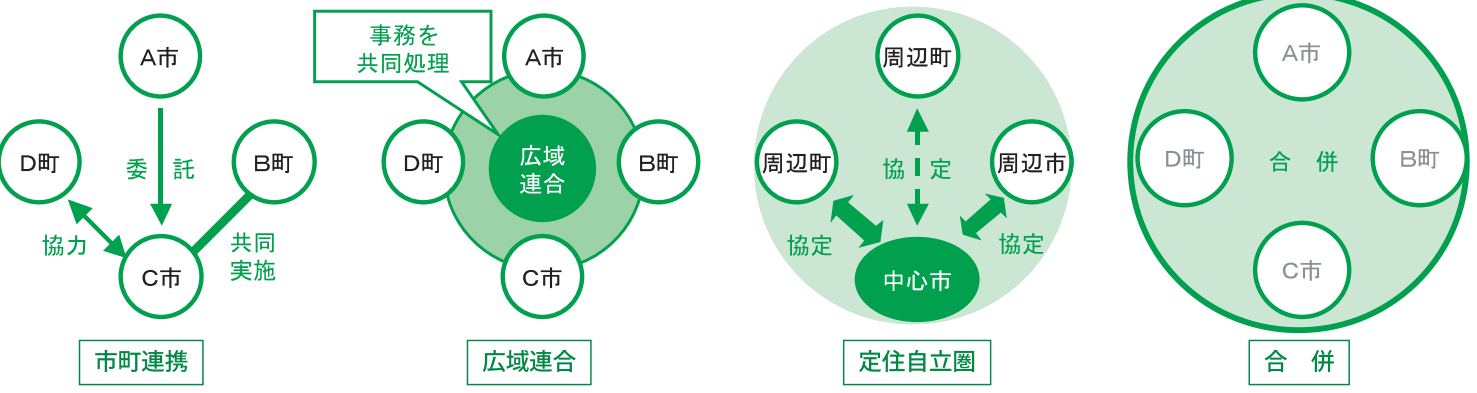 A市
D町
B町
委 託
協力
共同
実施
C市
市町連携
事務を
共同処理
A市
D町
広域
連合
B町
C市
広域連合
周辺町
周辺町
周辺市
協 定
協定
協定
中心市
定住自立圏
A市
D町
合 併
B町
C市
合 併